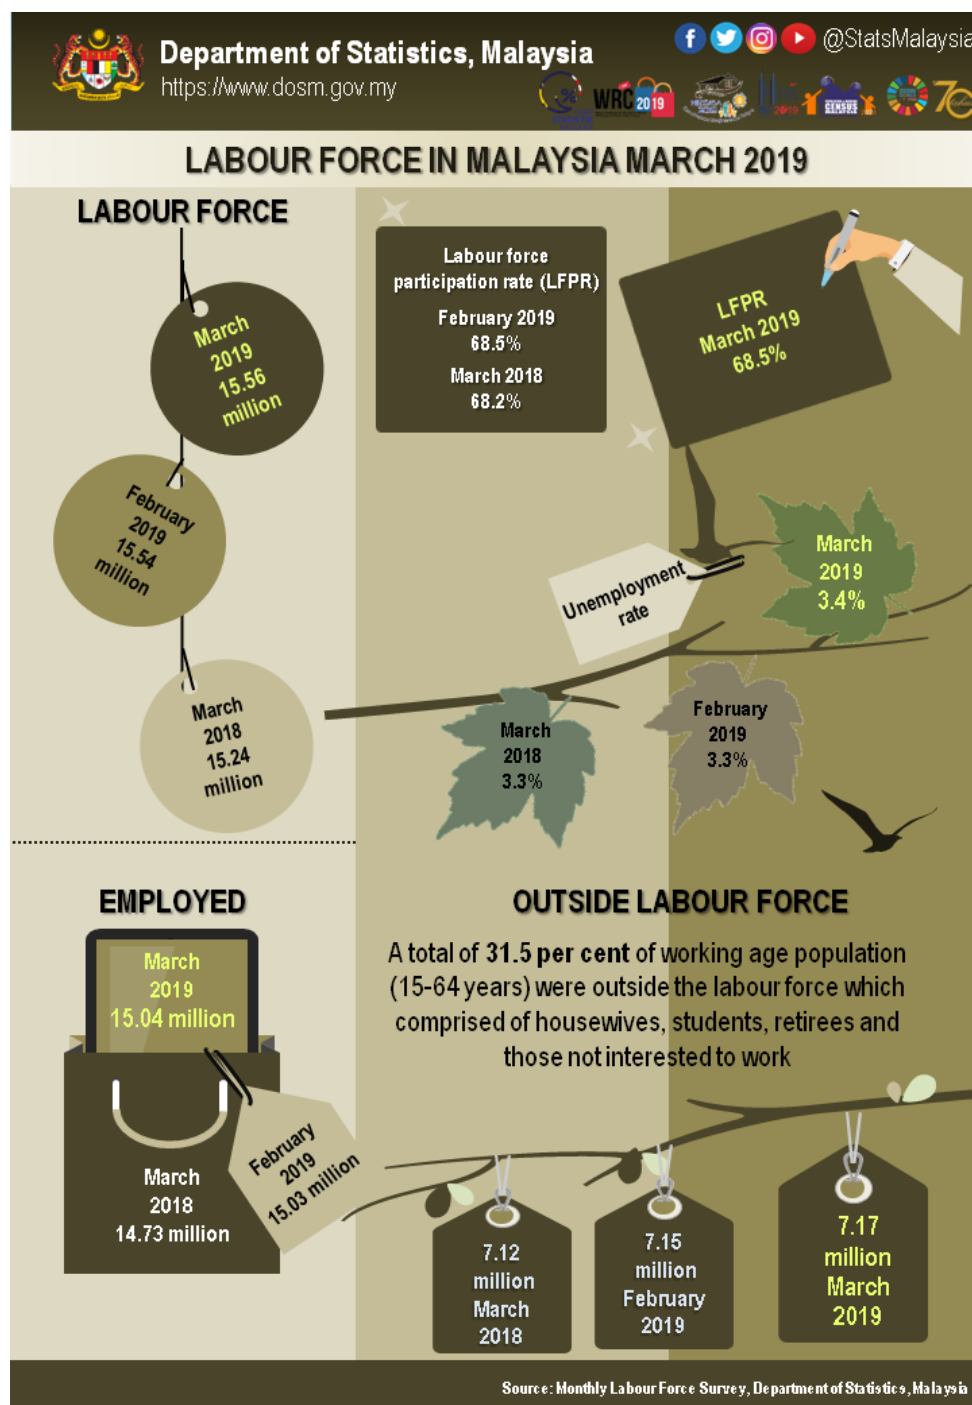 Department of Statistics, Malaysia
https://www.dosm.gov.my
@StatsMalaysia
WRC 2019
2019
CENSUS
70
LABOUR FORCE IN MALAYSIA MARCH 2019
LABOUR FORCE
March
2019
15.56
million
February
2019
15.54
million
March
2018
15.24
million
Labour force
participation rate (LFPR)
February 2019
68.5%
March 2018
68.2%
LFPR
March 2019
68.5%
Unemployment
rate
March
2019
3.4%
February
2019
3.3%
March
2018
3.3%
EMPLOYED
March
2019
15.04 million
February
2019
15.03 million
March
2018
14.73 million
OUTSIDE LABOUR FORCE
A total of 31.5 per cent of working age population
(15-64 years) were outside the labour force which
comprised of housewives, students, retirees and
those not interested to work
7.12
million
March
2018
7.15
million
February
2019
7.17
million
March
2019
Source: Monthly Labour Force Survey, Department of Statistics, Malaysia